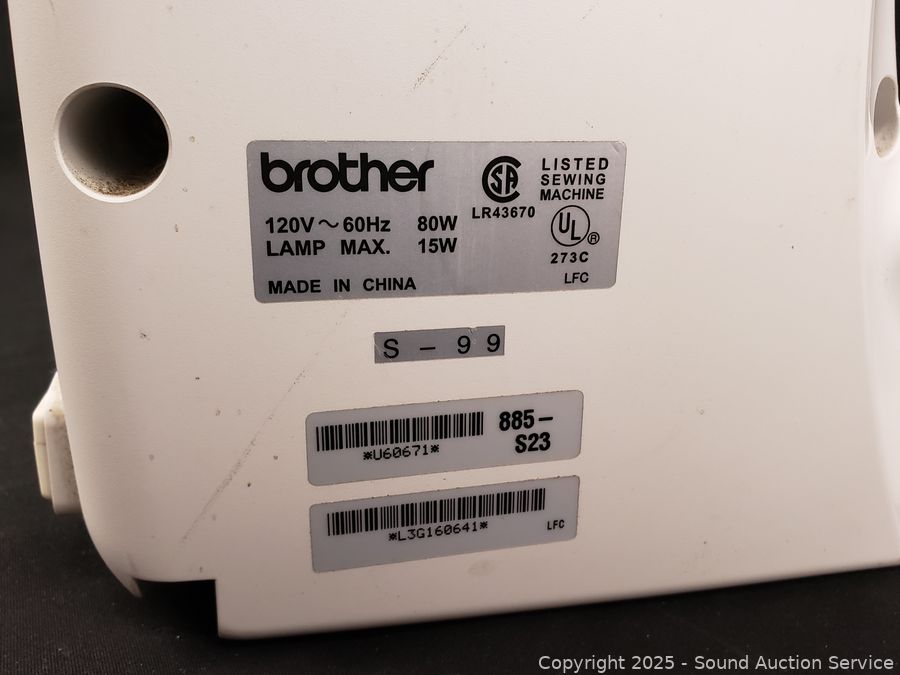 brother
120V ~ 60Hz 80W
LAMP MAX. 15W
MADE IN CHINA
LR43670
LISTED
SEWING
MACHINE
UL ®
273C
LFC
S – 99
*U60671*
885–
S23
*L3G160641*
LFC
Copyright 2025 - Sound Auction Service